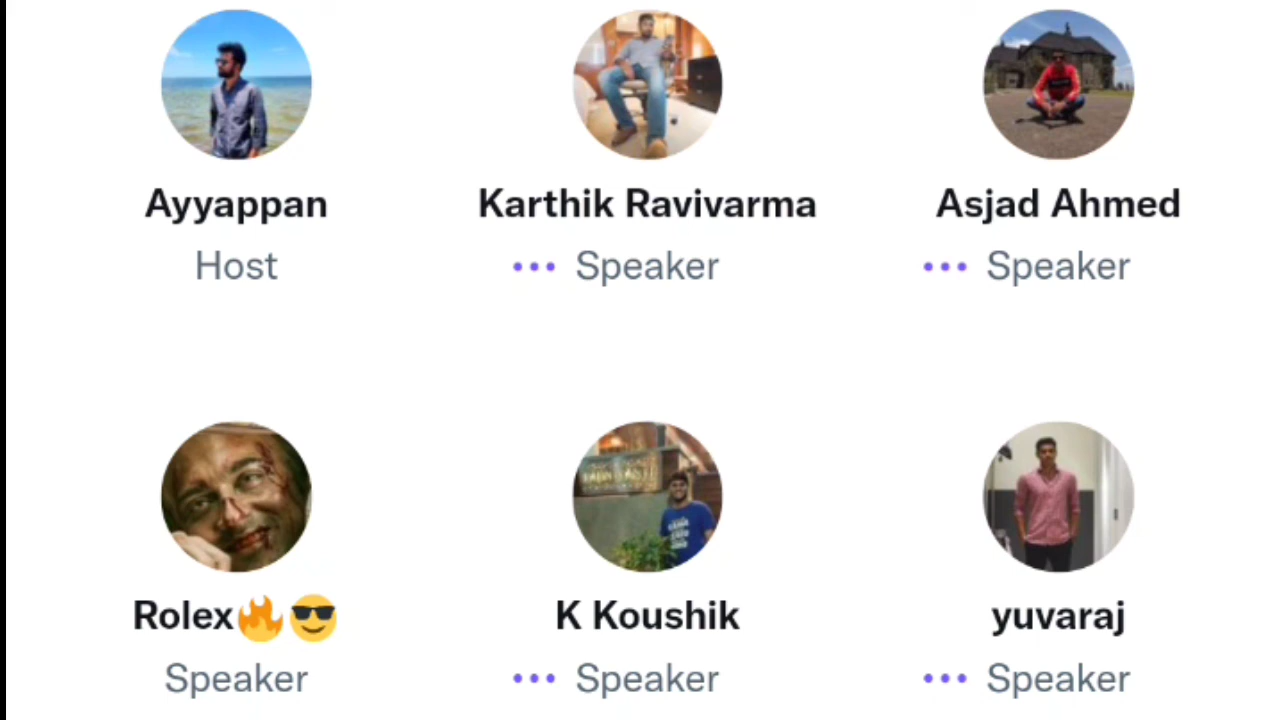 Ayyappan Karthik Ravivarma Asjad Ahmed
Host ••• Speaker ••• Speaker
Rolex🔥😎 K Koushik yuvaraj
Speaker ••• Speaker ••• Speaker